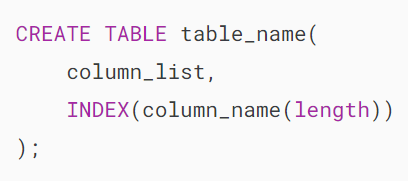 CREATE TABLE table_name(
    column_list,
    INDEX(column_name(length))
);